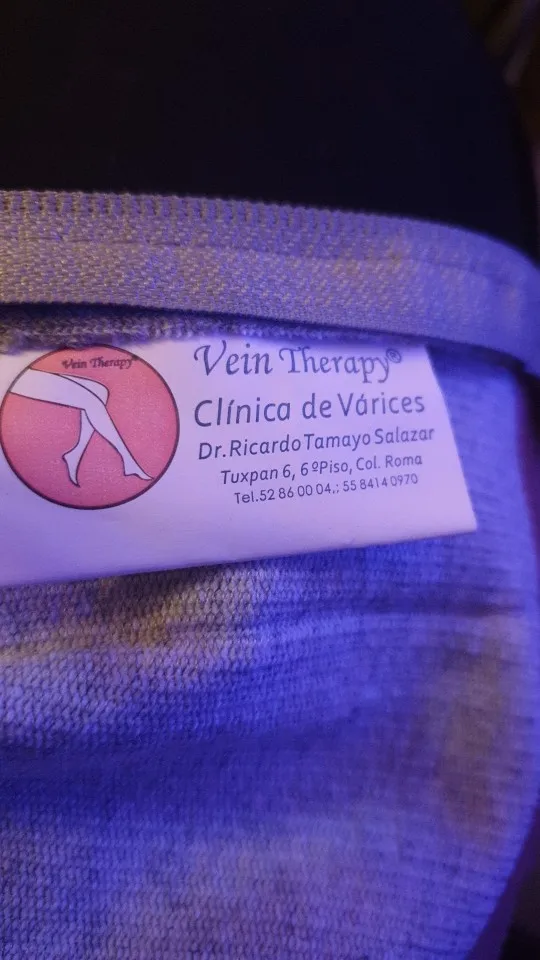 Vein Therapy
Vein Therapy®
Clínica de Várices
Dr. Ricardo Tamayo Salazar
Tuxpan 6, 6ºPiso, Col. Roma
Tel.52 86 00 04,; 55 8414 0970